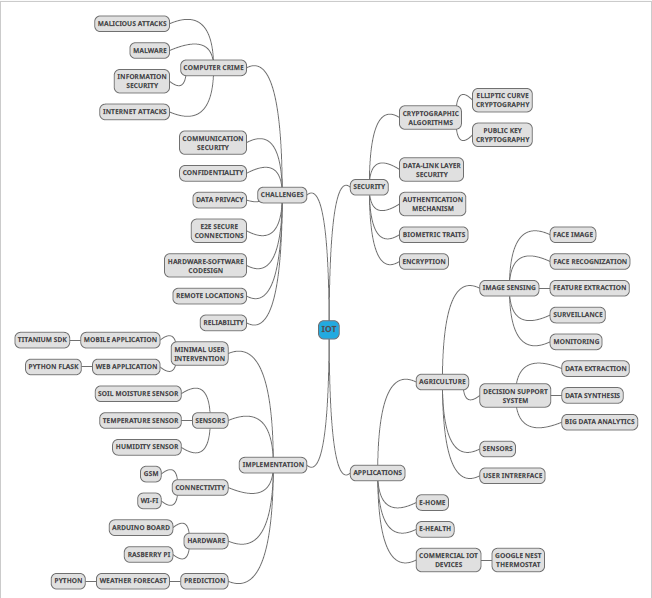 MALICIOUS ATTACKS
MALWARE
COMPUTER CRIME
INFORMATION
SECURITY
INTERNET ATTACKS
COMMUNICATION
SECURITY
CONFIDENTIALITY
CHALLENGES
DATA PRIVACY
E2E SECURE
CONNECTIONS
HARDWARE-SOFTWARE
CODESIGN
REMOTE LOCATIONS
RELIABILITY
TITANIUM SDK
MOBILE APPLICATION
MINIMAL USER
INTERVENTION
PYTHON FLASK
WEB APPLICATION
SOIL MOISTURE SENSOR
TEMPERATURE SENSOR
SENSORS
HUMIDITY SENSOR
IMPLEMENTATION
GSM
CONNECTIVITY
WI-FI
ARDUINO BOARD
HARDWARE
RASBERRY PI
PYTHON
WEATHER FORECAST
PREDICTION
IOT
ELLIPTIC CURVE
CRYPTOGRAPHY
CRYPTOGRAPHIC
ALGORITHMS
PUBLIC KEY
CRYPTOGRAPHY
DATA-LINK LAYER
SECURITY
SECURITY
AUTHENTICATION
MECHANISM
BIOMETRIC TRAITS
ENCRYPTION
FACE IMAGE
FACE RECOGNIZATION
IMAGE SENSING
FEATURE EXTRACTION
SURVEILLANCE
MONITORING
AGRICULTURE
DATA EXTRACTION
DECISION SUPPORT
SYSTEM
DATA SYNTHESIS
BIG DATA ANALYTICS
SENSORS
USER INTRERFACE
APPLICATIONS
E-HOME
E-HEALTH
COMMERCIAL IOT
DEVICES
GOOGLE NEST
THERMOSTAT